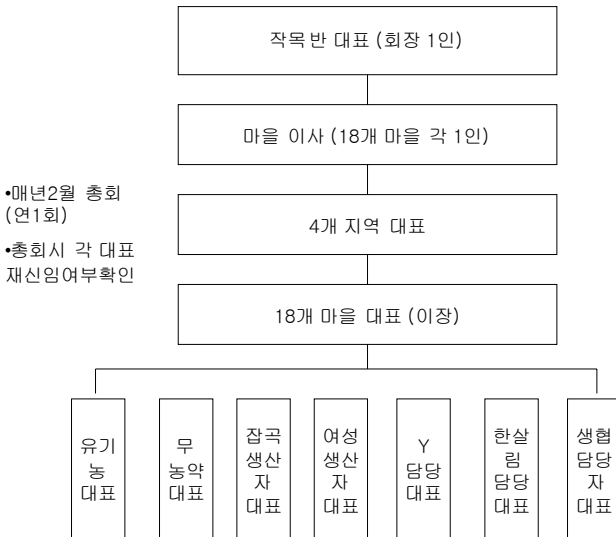 작목반 대표 (회장 1인)
마을 이사 (18개 마을 각 1인)
•매년2월 총회
(연1회)
•총회시 각 대표
재신임여부확인
4개 지역 대표
18개 마을 대표 (이장)
유기
농
대표
무
농약
대표
잡곡
생산
자
대표
여성
생산
자
대표
Y
담당
대표
한살
림
담당
대표
생협
담당
자
대표